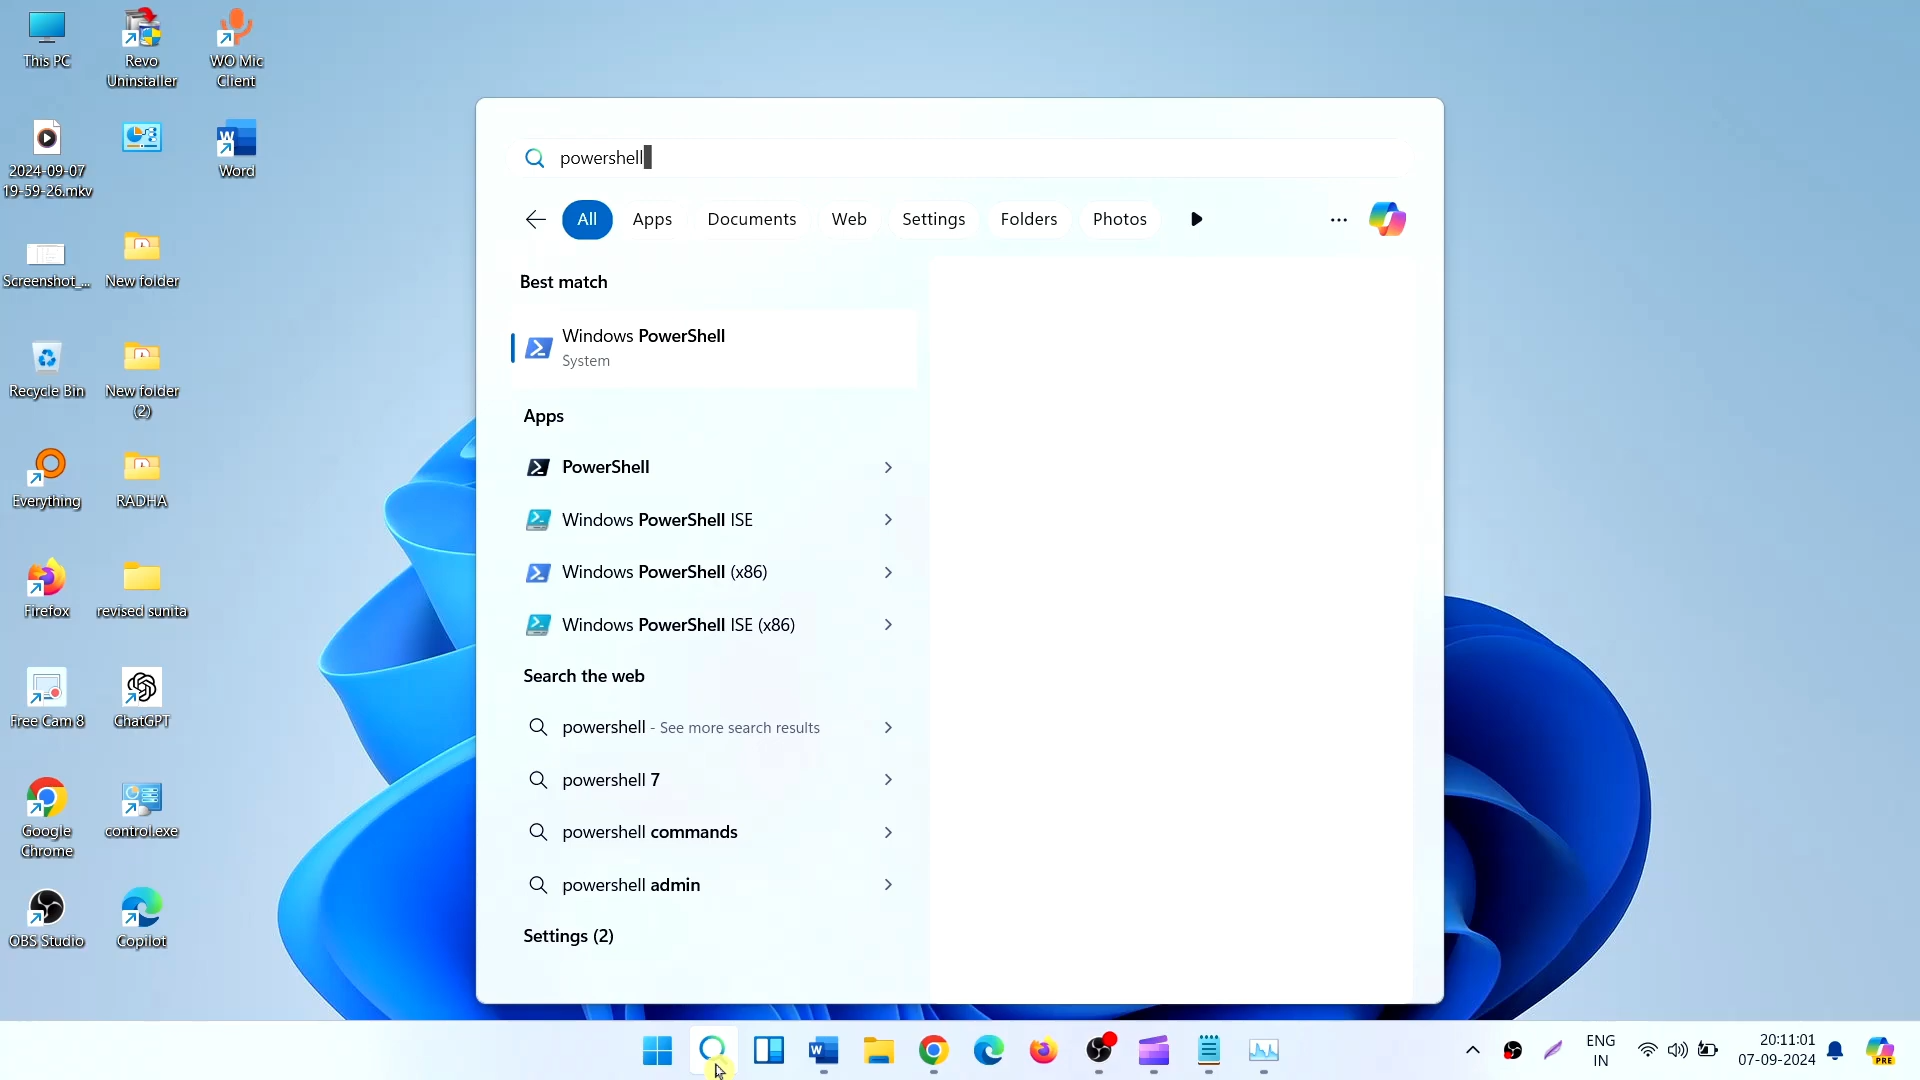 This PC
Revo
Uninstaller
WO Mic
Client
2024-09-07
19-59-26.mkv
Word
Screenshot_...
New folder
Recycle Bin
New folder
(2)
Everything
RADHA
Firefox
revised sunita
Free Cam 8
ChatGPT
Google
Chrome
control.exe
OBS Studio
Copilot
powershell
All
Apps
Documents
Web
Settings
Folders
Photos
Best match
Windows PowerShell
System
Apps
PowerShell
Windows PowerShell ISE
Windows PowerShell (x86)
Windows PowerShell ISE (x86)
Search the web
powershell - See more search results
powershell 7
powershell commands
powershell admin
Settings (2)
ENG
IN
20:11:01
07-09-2024
PRE